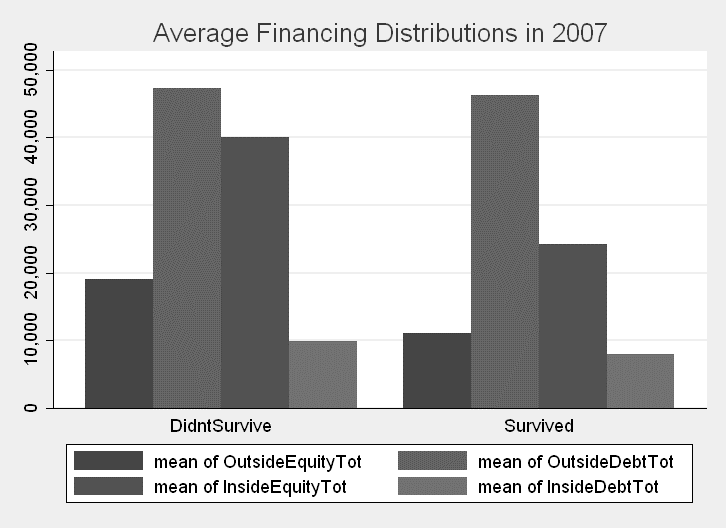 Average Financing Distributions in 2007
50,000
40,000
30,000
20,000
10,000
0
DidntSurvive
Survived
mean of OutsideEquityTot
mean of OutsideDebtTot
mean of InsideEquityTot
mean of InsideDebtTot